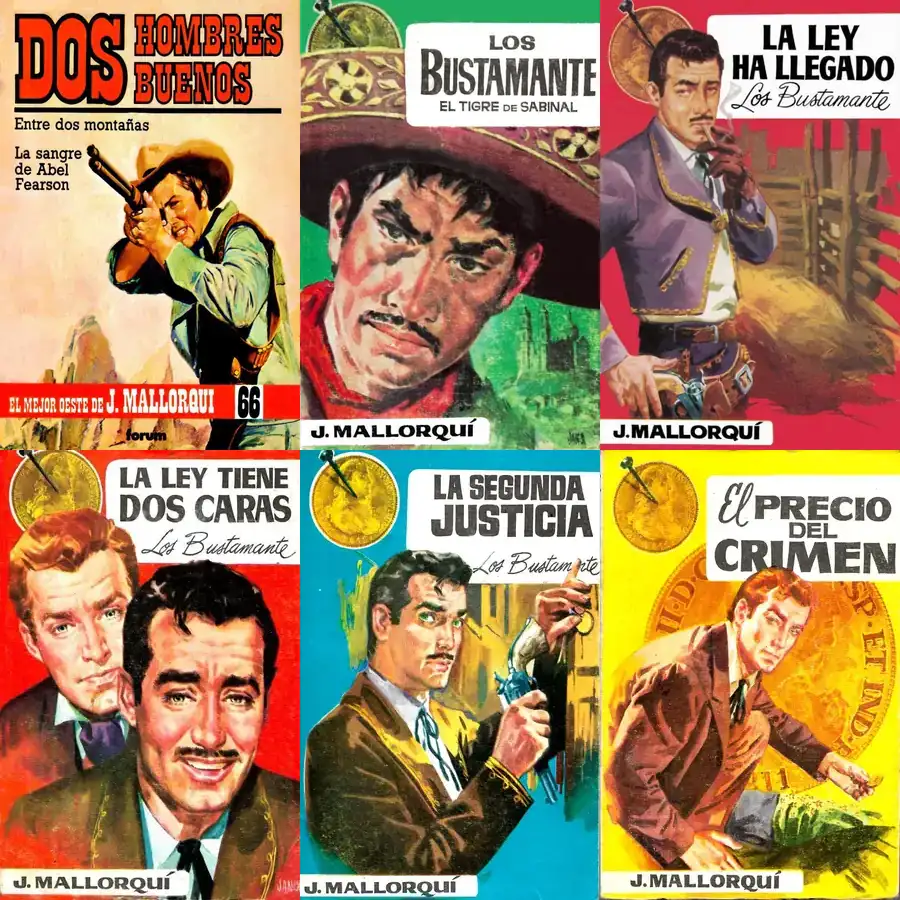 DOS HOMBRES
BUENOS
Entre dos montañas
La sangre
de Abel
Fearson
EL MEJOR OESTE DE J. MALLORQUI 66
forum
LOS
BUSTAMANTE
EL TIGRE DE SABINAL
J. MALLORQUÍ
LA LEY
HA LLEGADO
Los Bustamante
J. MALLORQUÍ
LA LEY TIENE
DOS CARAS
Los Bustamante
J. MALLORQUÍ
LA SEGUNDA
JUSTICIA
Los Bustamante
J. MALLORQUÍ
El PRECIO
DEL
CRIMEN
ET IND
J. MALLORQUÍ